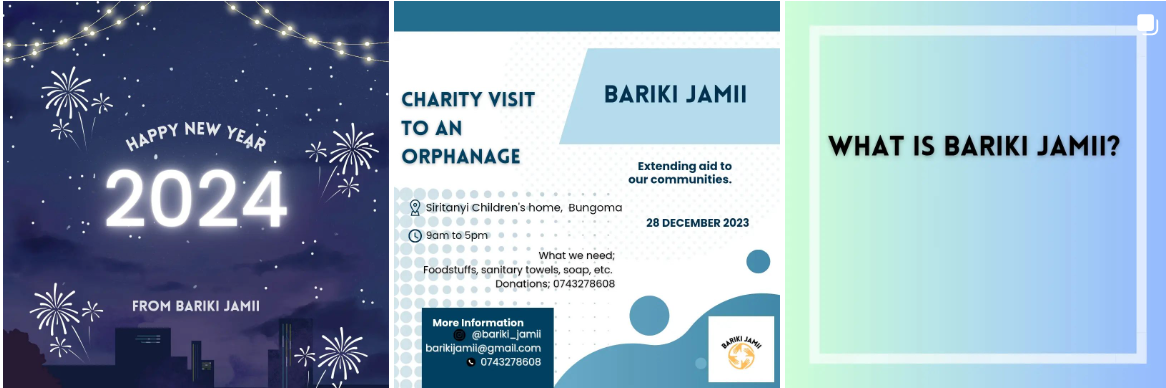 HAPPY NEW YEAR
2024
FROM BARIKI JAMII
CHARITY VISIT
TO AN
ORPHANAGE
BARIKI JAMII
Extending aid to
our communities.
Siritanyi Children's home, Bungoma
28 DECEMBER 2023
9am to 5pm
What we need;
Foodstuffs, sanitary towels, soap, etc.
Donations; 0743278608
More Information
@bariki_jamii
barikijamii@gmail.com
0743278608
BARIKI JAMII
WHAT IS BARIKI JAMII?